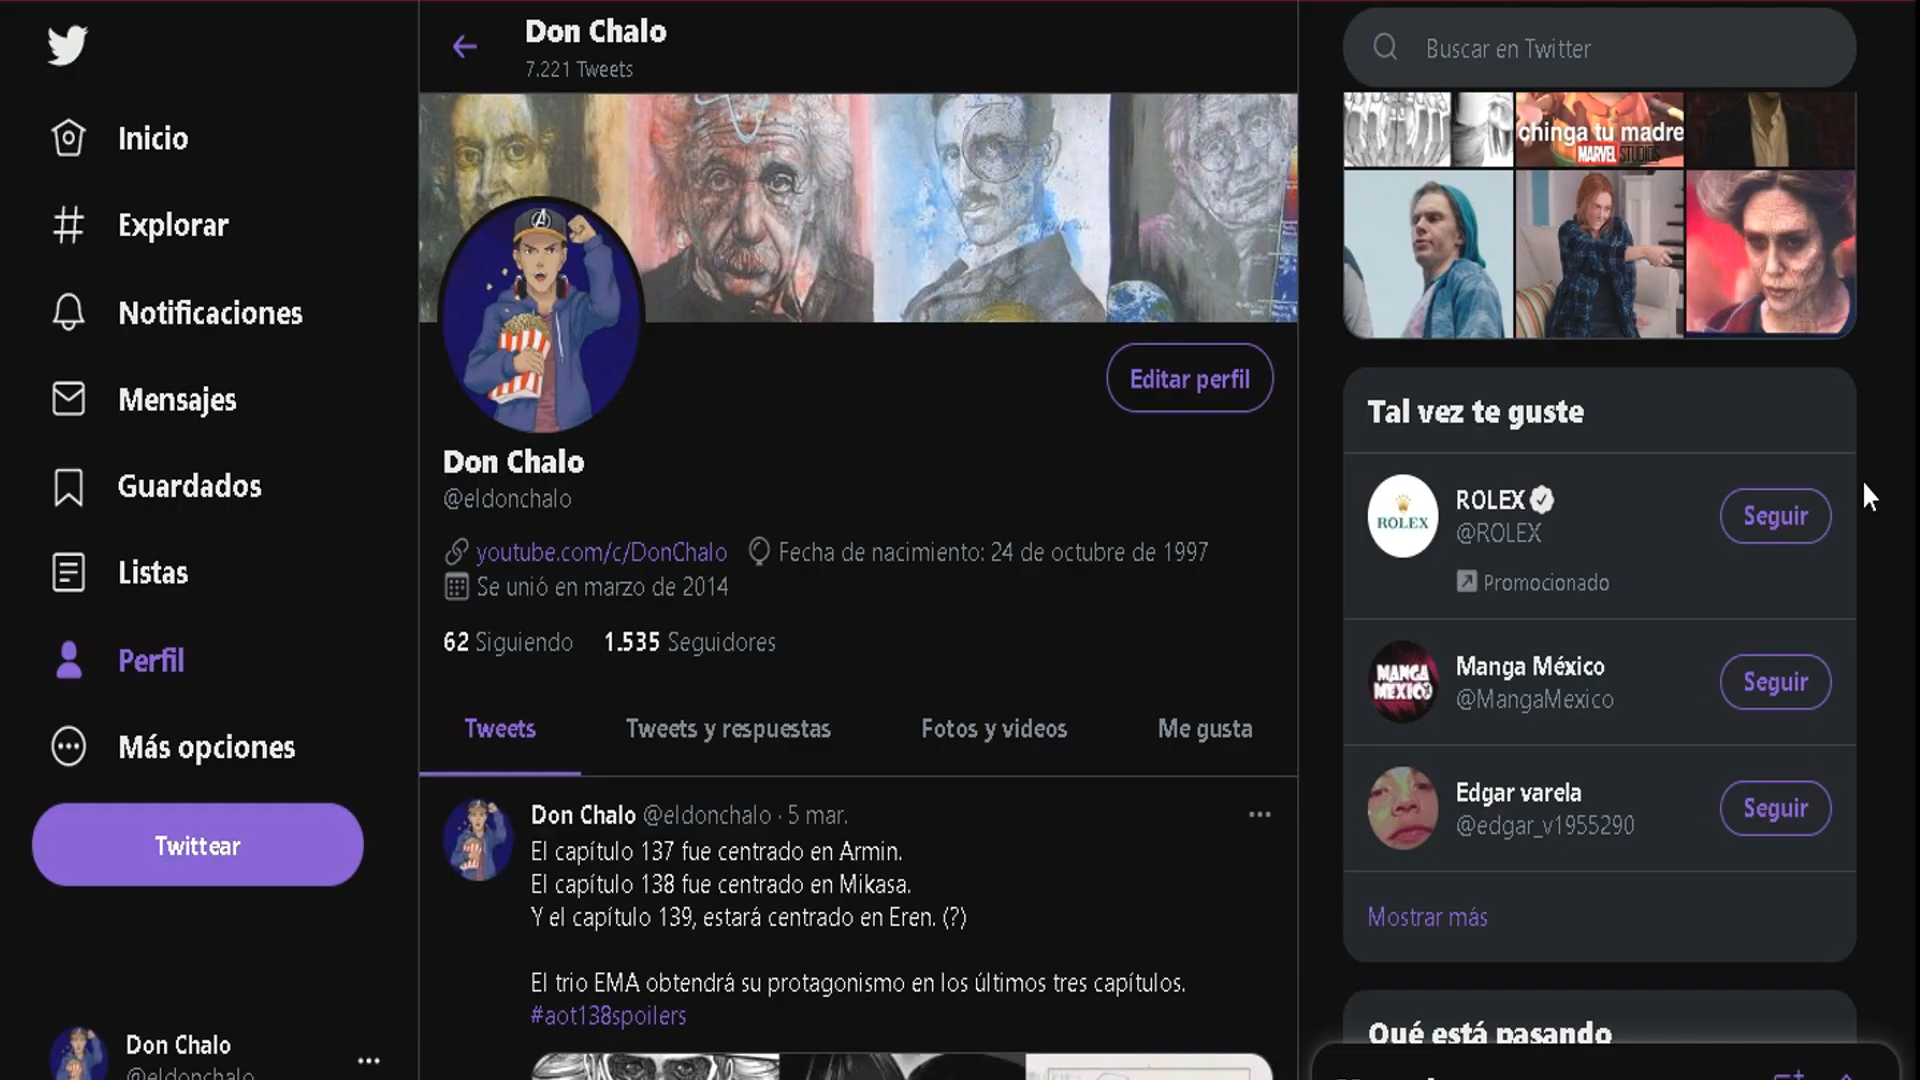 Inicio
Explorar
Notificaciones
Mensajes
Guardados
Listas
Perfil
Más opciones
Twittear
Don Chalo
@eldonchalo
Don Chalo
7.221 Tweets
Editar perfil
Don Chalo
@eldonchalo
youtube.com/c/DonChalo Fecha de nacimiento: 24 de octubre de 1997
Se unió en marzo de 2014
62 Siguiendo 1.535 Seguidores
Tweets Tweets y respuestas Fotos y videos Me gusta
Don Chalo @eldonchalo · 5 mar.
El capítulo 137 fue centrado en Armin.
El capítulo 138 fue centrado en Mikasa.
Y el capítulo 139, estará centrado en Eren. (?)
El trio EMA obtendrá su protagonismo en los últimos tres capítulos.
#aot138spoilers
Buscar en Twitter
chinga tu madre
MARVEL STUDIOS
Tal vez te guste
ROLEX
ROLEX
@ROLEX
Seguir
Promocionado
MANGA
MÉXICO
Manga México
@MangaMexico
Seguir
Edgar varela
@edgar_v1955290
Seguir
Mostrar más
Qué está pasando